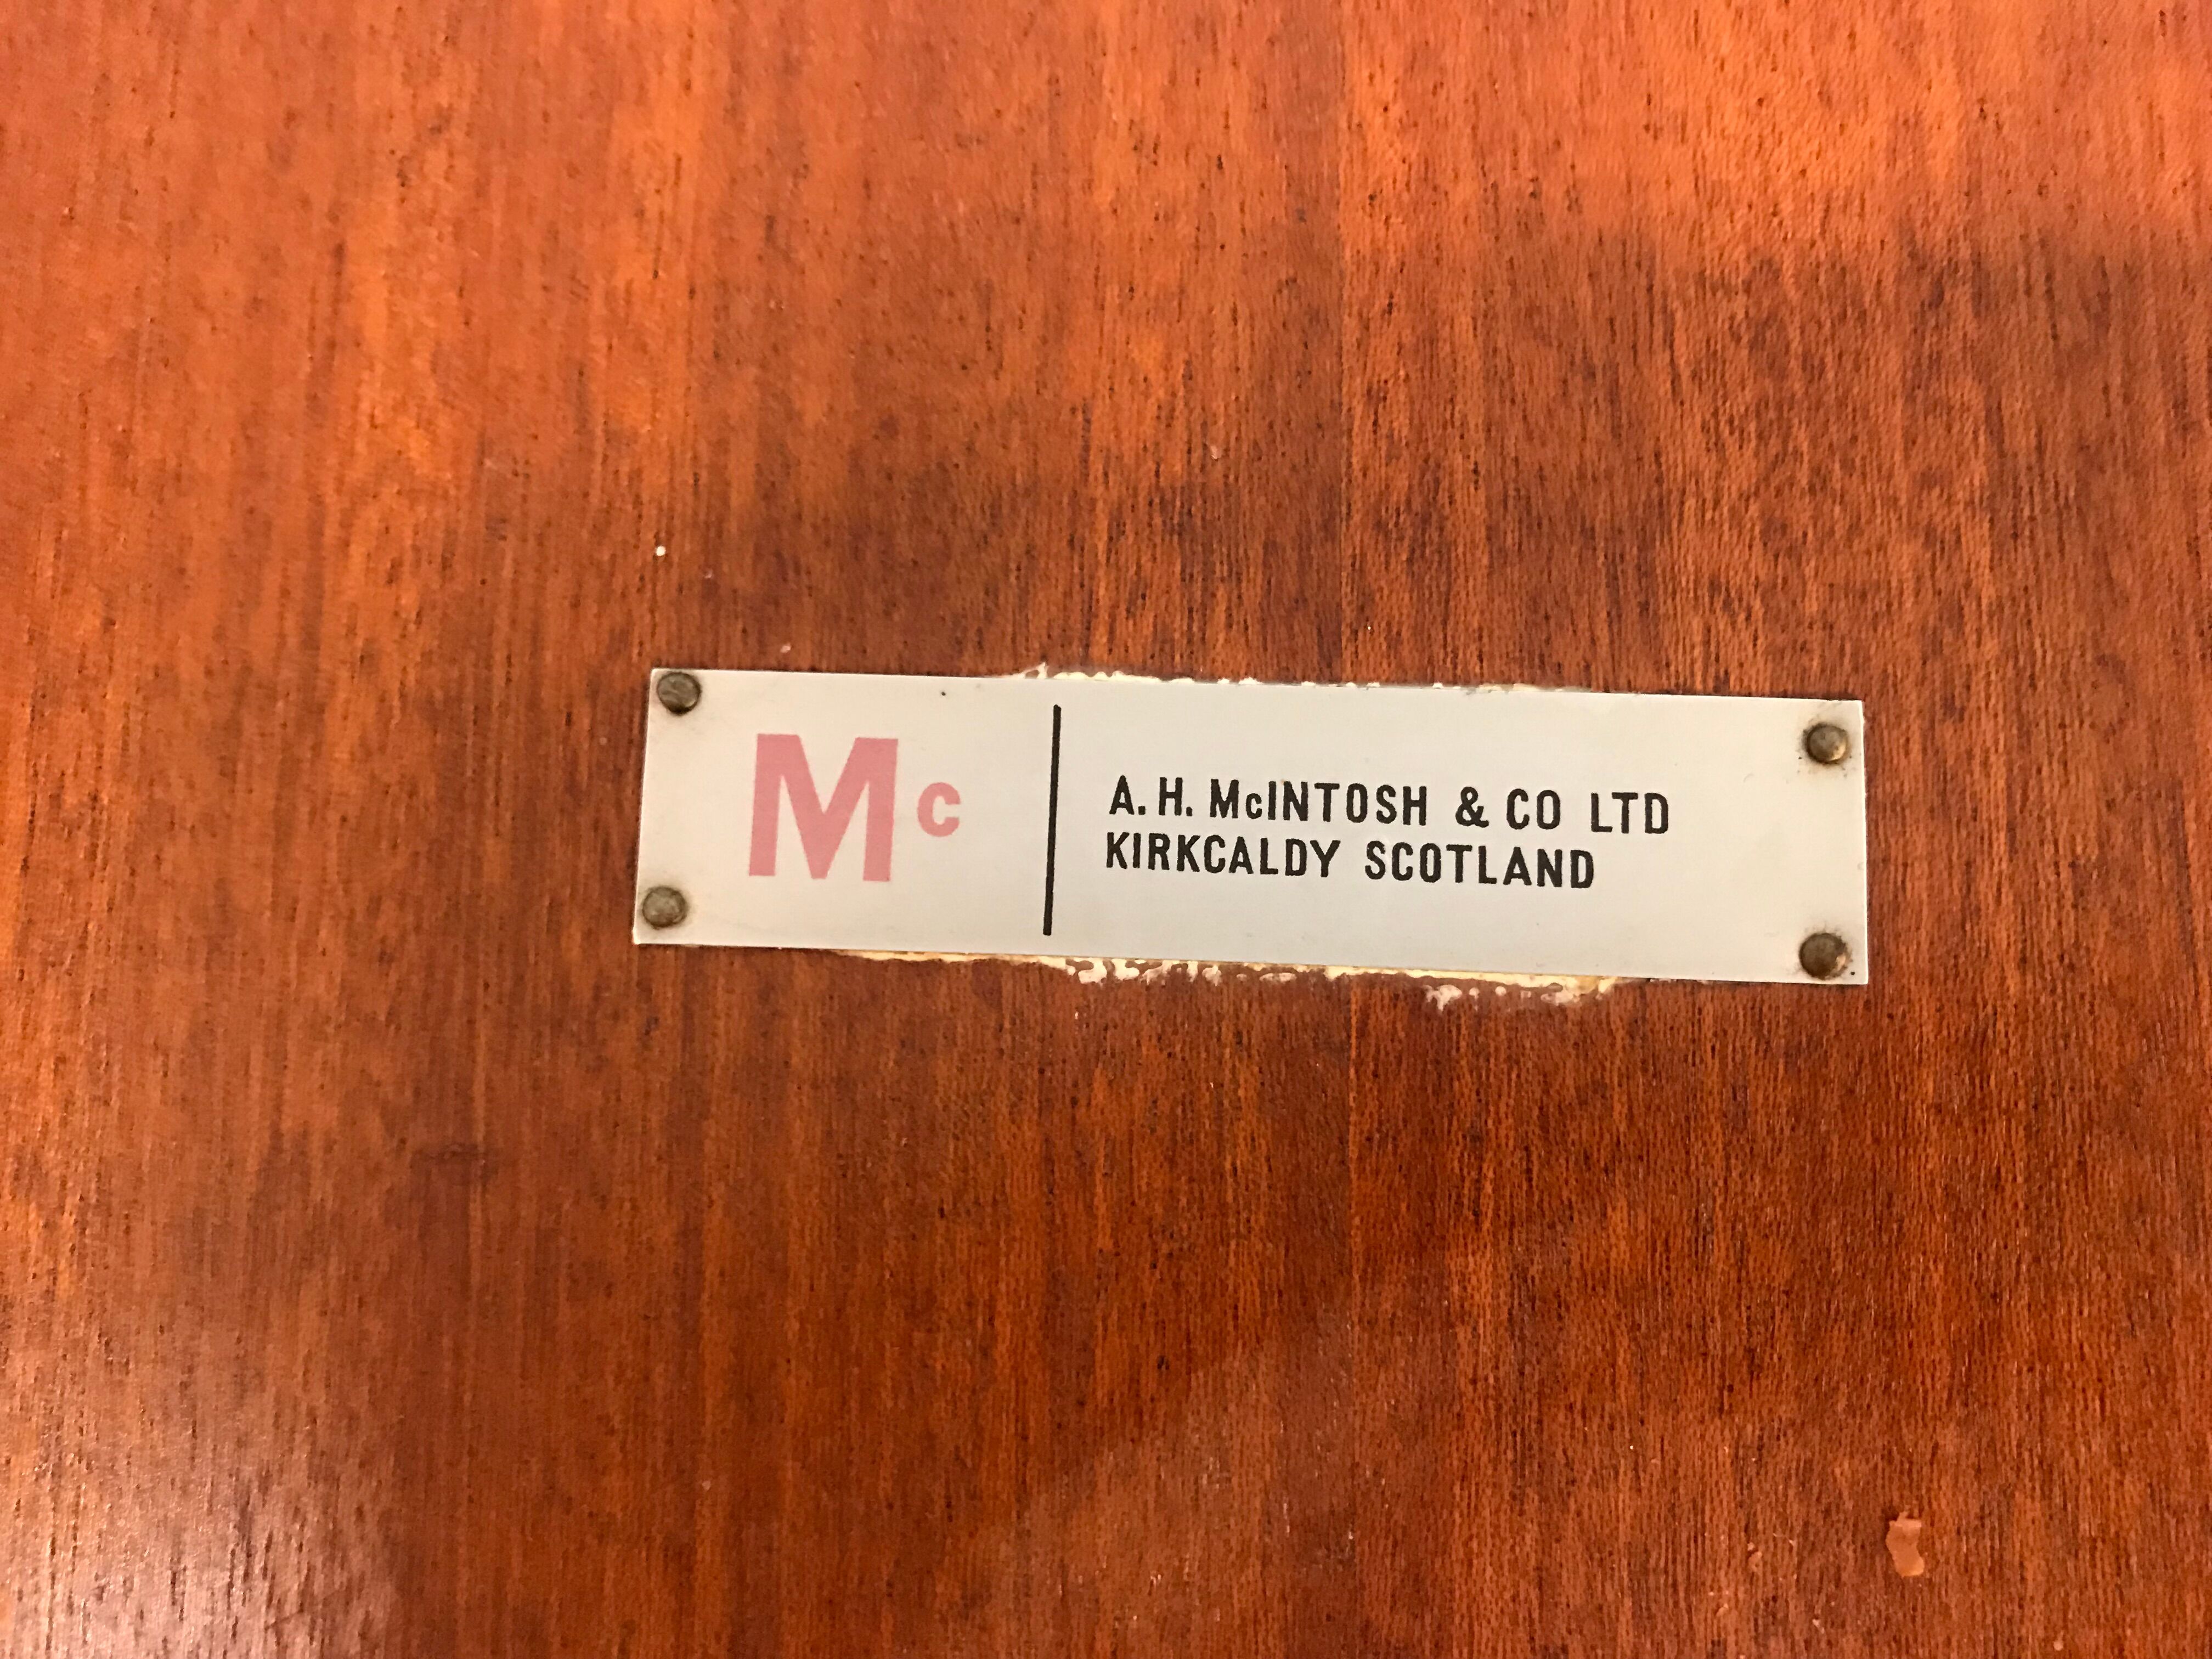 Mc
A. H. McINTOSH & CO LTD
KIRKCALDY SCOTLAND